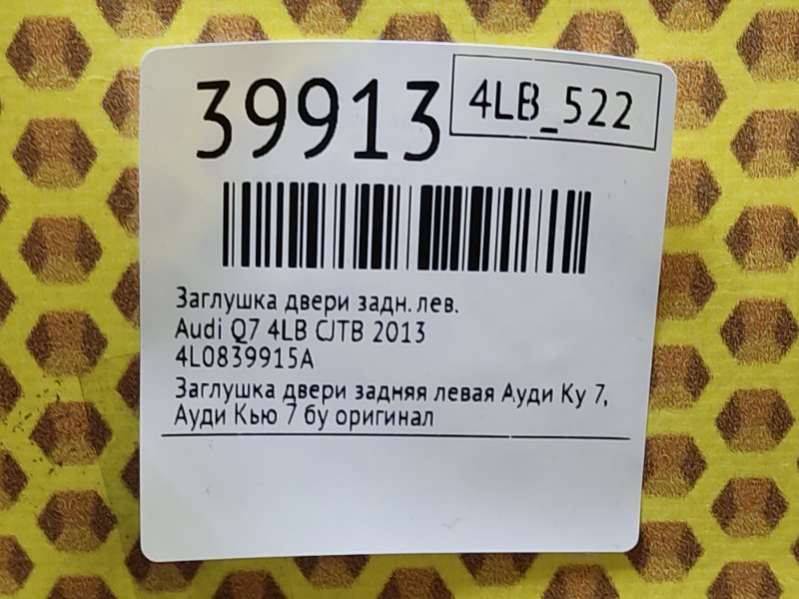 39913
4LB_522
Заглушка двери задн. лев.
Audi Q7 4LB CJTB 2013
4L0839915A
Заглушка двери задняя левая Ауди Ку 7,
Ауди Кью 7 бу оригинал